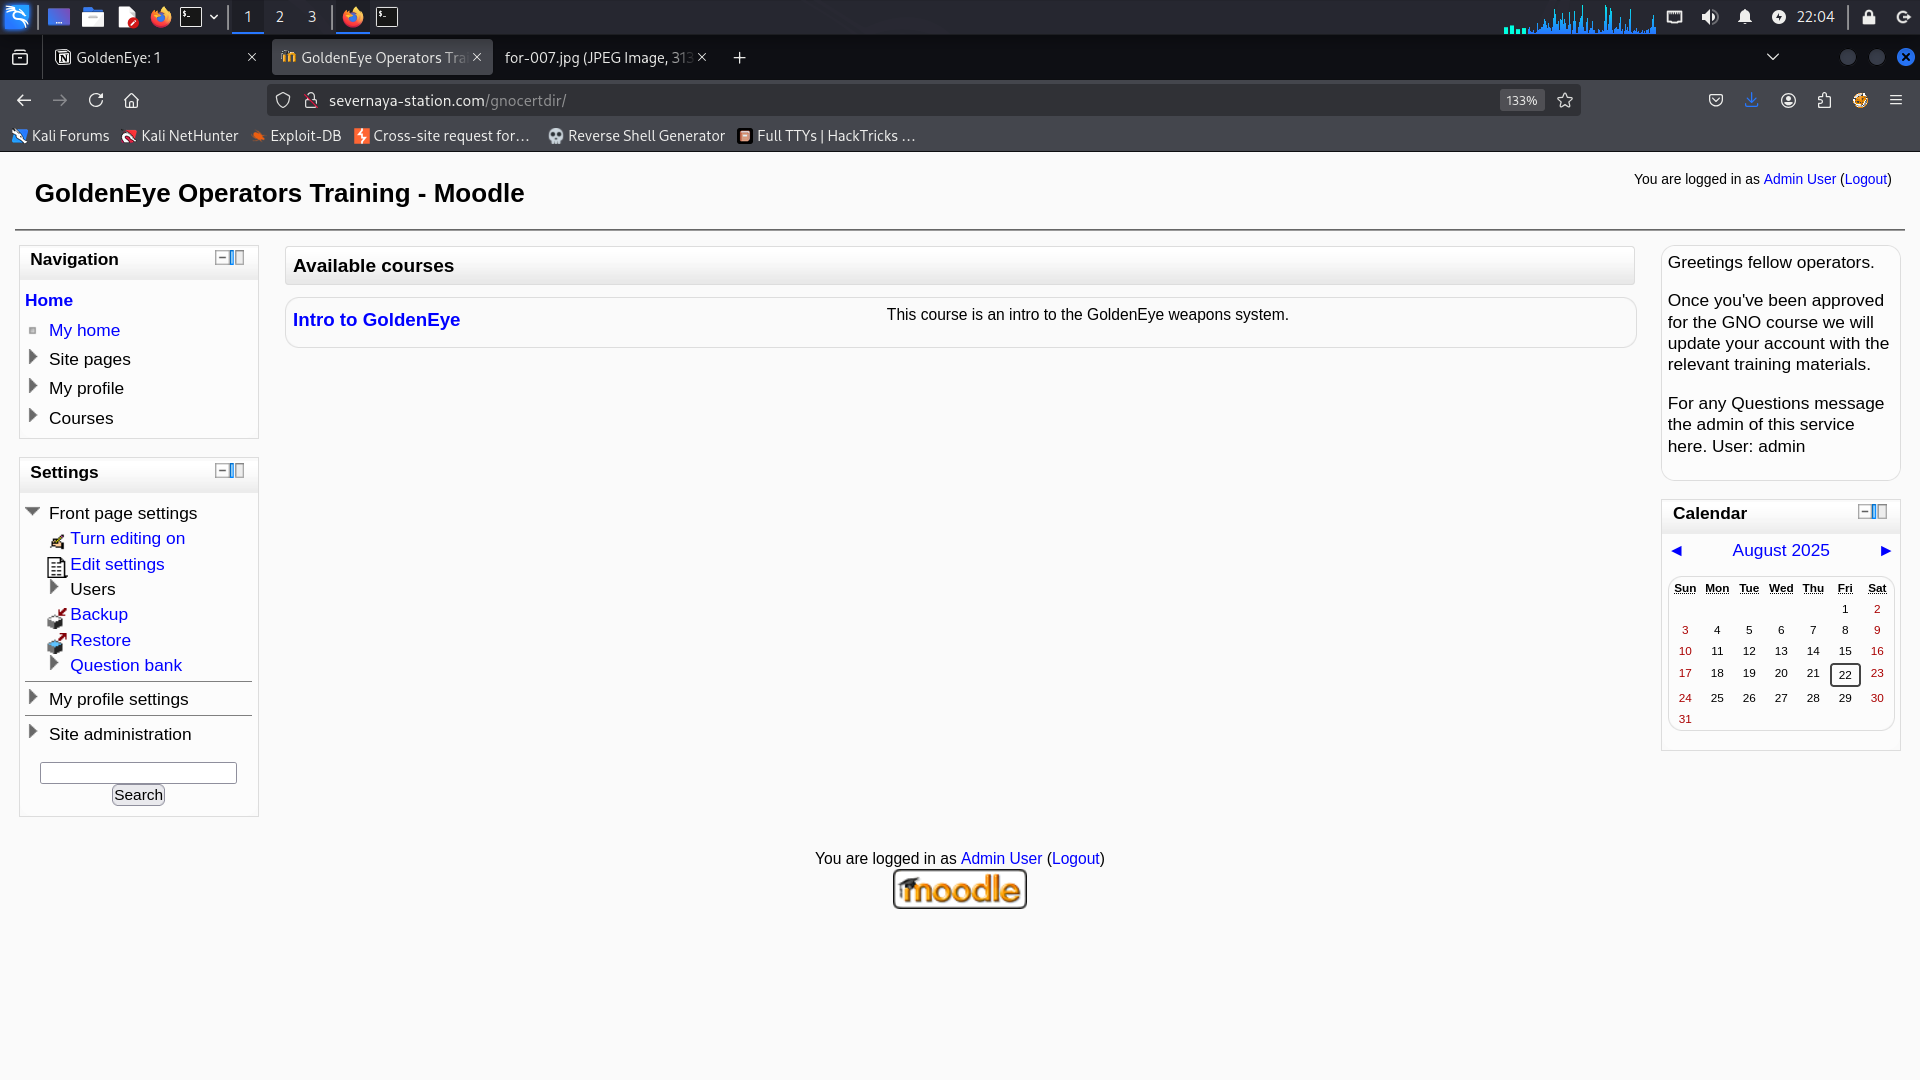 1
2
3
22:04
GoldenEye: 1
GoldenEye Operators Tra
for-007.jpg (JPEG Image, 313
severnaya-station.com/gnocertdir/
133%
Kali Forums
Kali NetHunter
Exploit-DB
Cross-site request for…
Reverse Shell Generator
Full TTYs | HackTricks …
GoldenEye Operators Training - Moodle
You are logged in as Admin User (Logout)
Navigation
Home
My home
Site pages
My profile
Courses
Settings
Front page settings
Turn editing on
Edit settings
Users
Backup
Restore
Question bank
My profile settings
Site administration
Search
Available courses
Intro to GoldenEye
This course is an intro to the GoldenEye weapons system.
Greetings fellow operators.
Once you've been approved
for the GNO course we will
update your account with the
relevant training materials.
For any Questions message
the admin of this service
here. User: admin
Calendar
◄ August 2025 ►
Sun Mon Tue Wed Thu Fri Sat
1 2
3 4 5 6 7 8 9
10 11 12 13 14 15 16
17 18 19 20 21 22 23
24 25 26 27 28 29 30
31
You are logged in as Admin User (Logout)
moodle